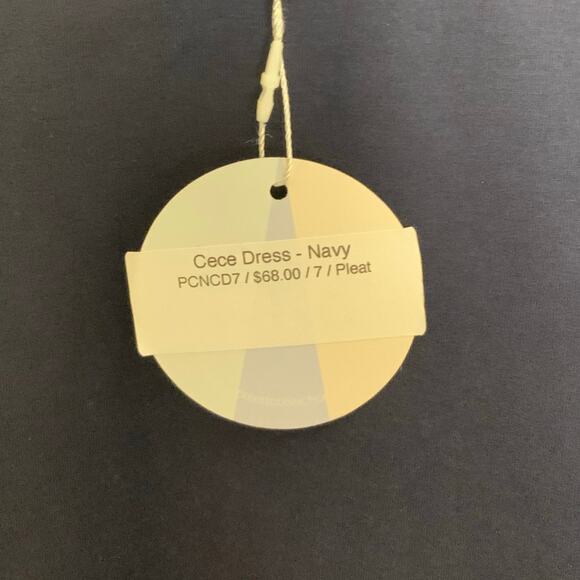 Cece Dress - Navy
PCNCD7 / $68.00 / 7 / Pleat